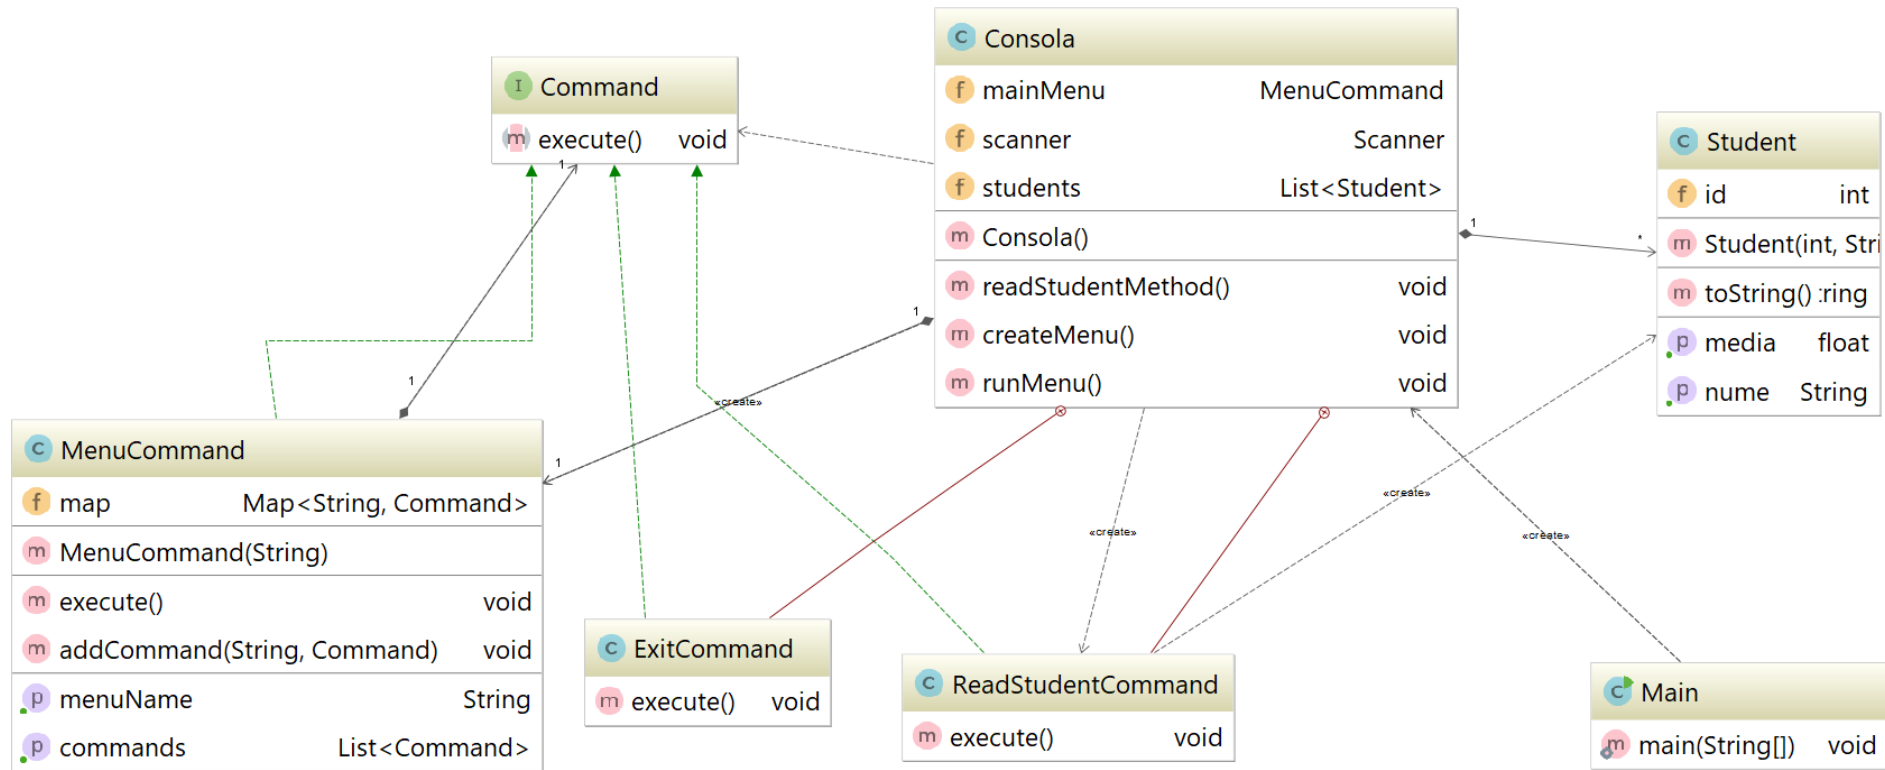 I Command
m execute() void
1
C Consola
f mainMenu MenuCommand
f scanner Scanner
f students List<Student>
m Consola()
m readStudentMethod() void
m createMenu() void
m runMenu() void
C Student
f id int
m Student(int, Stri
m toString() :ring
p media float
p nume String
1
*
1
1
1
«create»
C MenuCommand
f map Map<String, Command>
m MenuCommand(String)
m execute() void
m addCommand(String, Command) void
p menuName String
p commands List<Command>
«create»
«create»
«create»
C ExitCommand
m execute() void
C ReadStudentCommand
m execute() void
C Main
m main(String[]) void